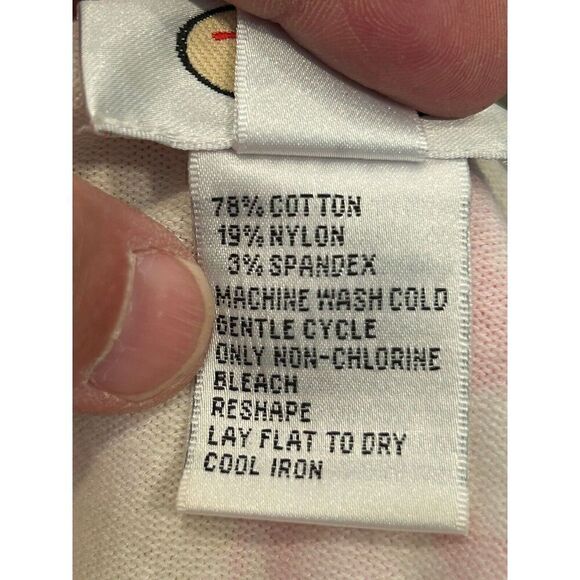 78% COTTON
19% NYLON
3% SPANDEX
MACHINE WASH COLD
GENTLE CYCLE
ONLY NON-CHLORINE
BLEACH
RESHAPE
LAY FLAT TO DRY
COOL IRON